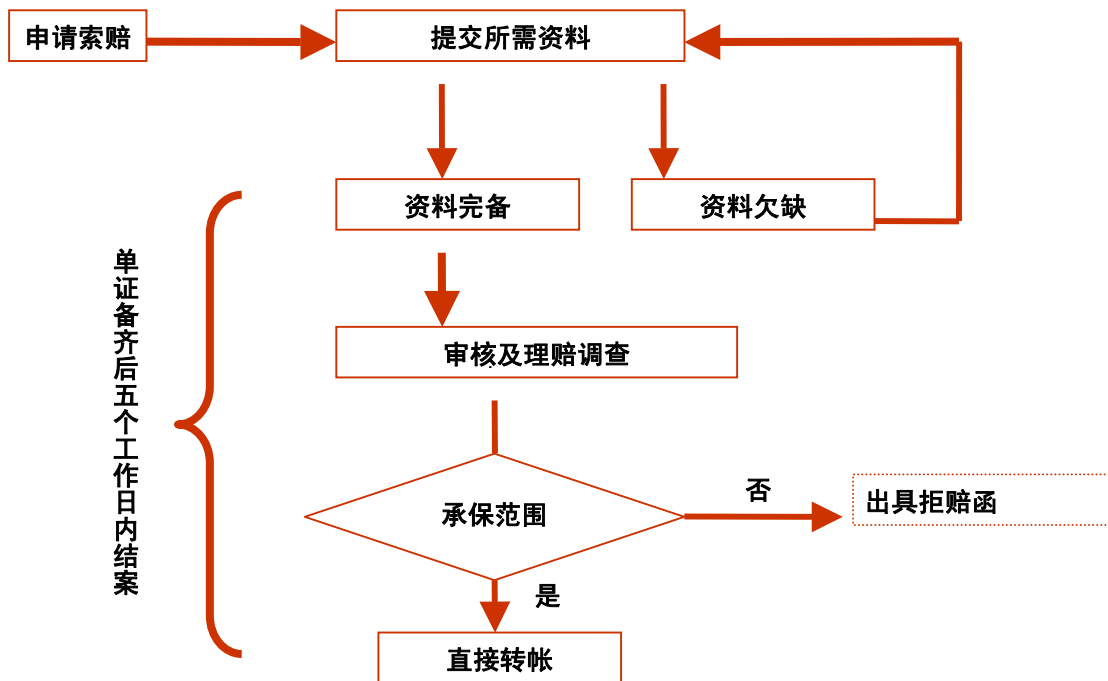 申请索赔
提交所需资料
资料完备
资料欠缺
单证备齐后五个工作日内结案
审核及理赔调查
承保范围
否
出具拒赔函
是
直接转帐